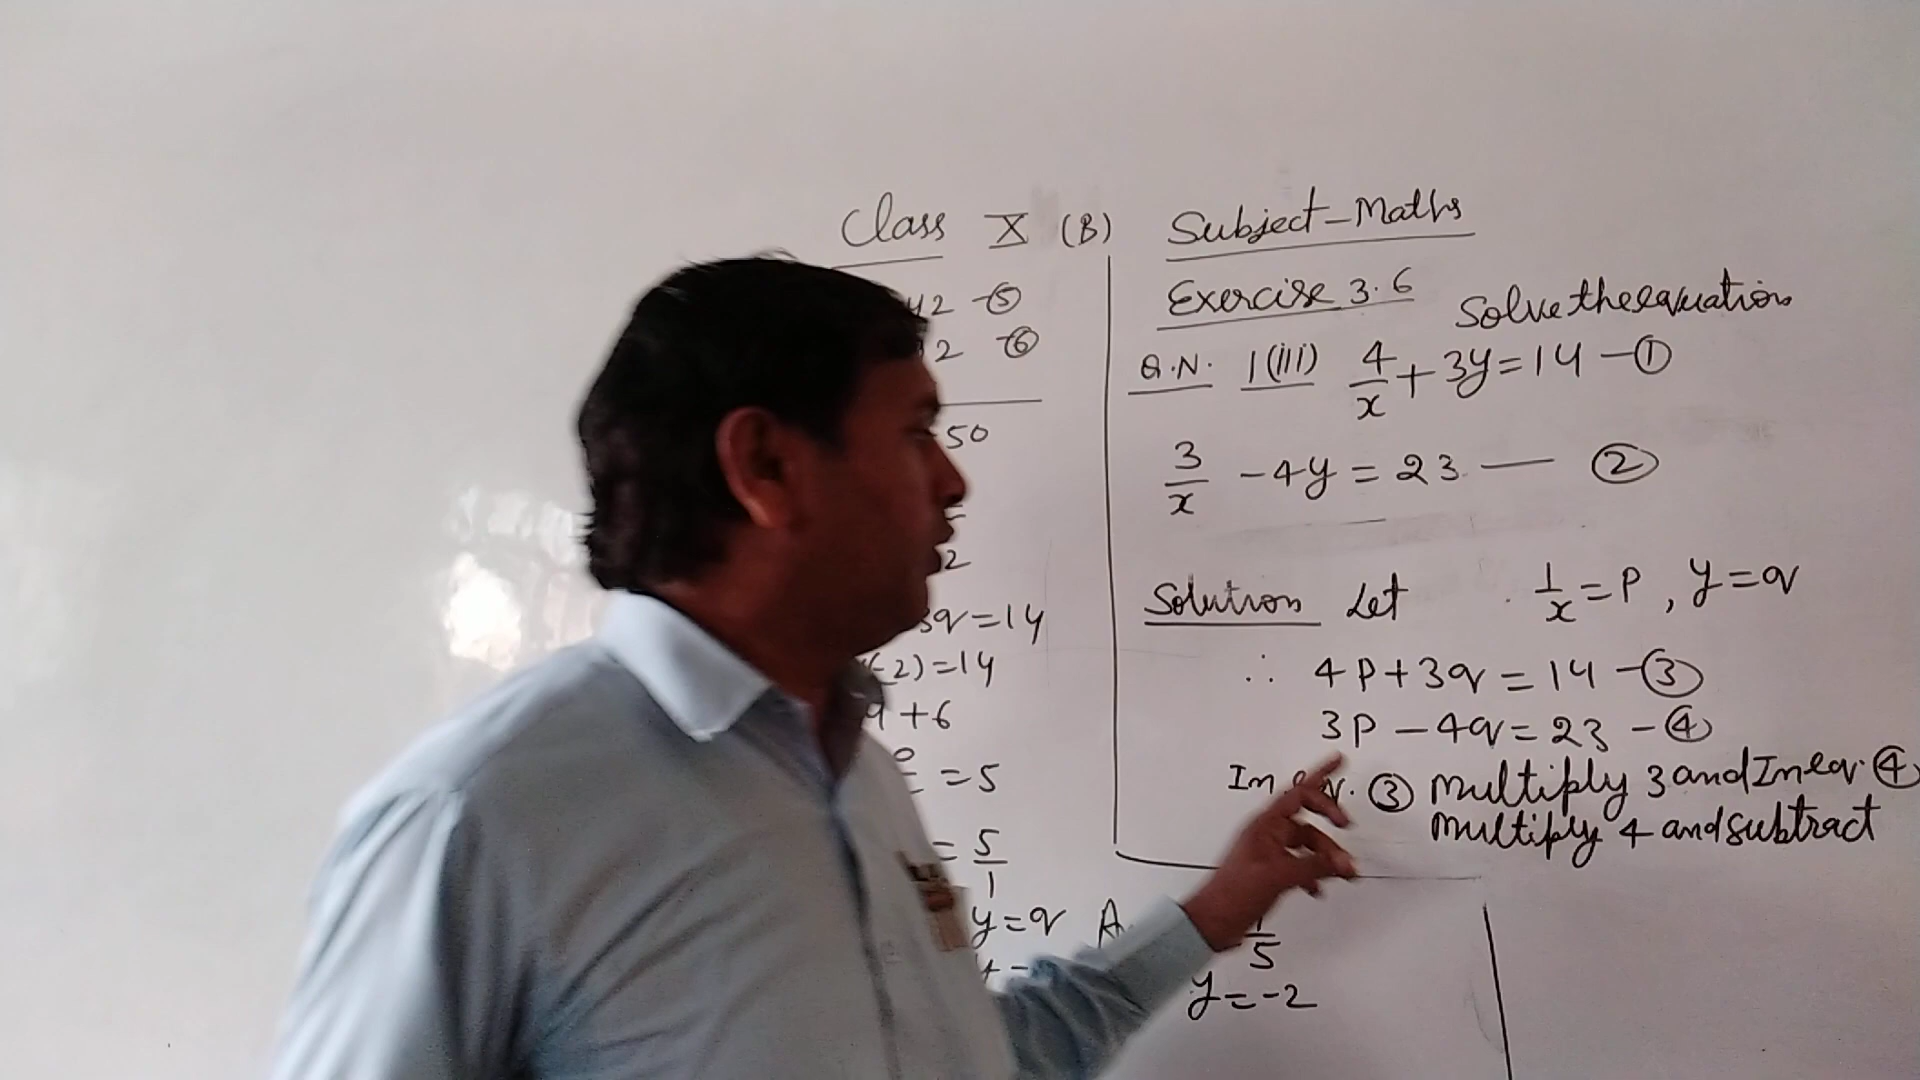 Class X (B)
Subject-Maths
Exercise 3.6
Solve the equation
Q.N. 1(iii) 4/x + 3y = 14 - ①
3/x - 4y = 23 — ②
Solution Let 1/x = P, y = q
∴ 4P + 3q = 14 - ③
3P - 4q = 23 - ④
In eq. ③ multiply 3 and In eq. ④
multiply 4 and subtract
2 - ⑤
2 - ⑥
50
=
2
3q = 14
(-2) = 14
+ 6
= 5
= 5/1
y = q
1/5
y = -2